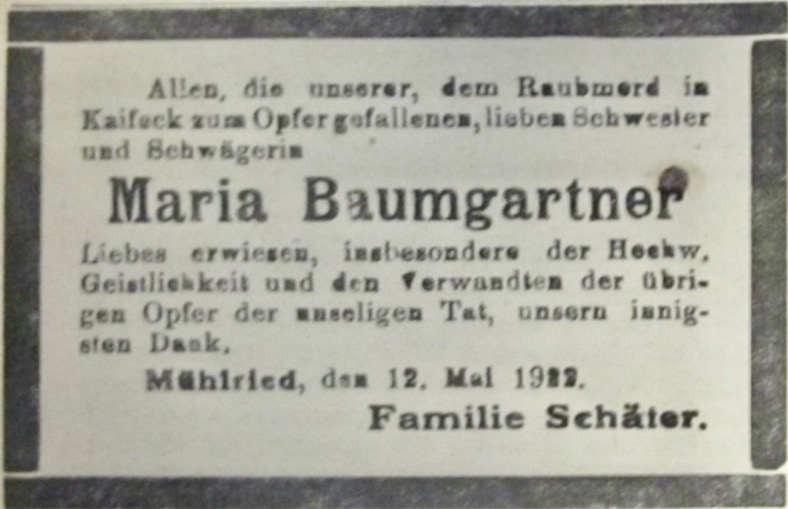 Allen, die unserer, dem Raubmord in
Kaifeck zum Opfer gefallenen, lieben Schwester
und Schwägerin
Maria Baumgartner
Liebes erwiesen, insbesondere der Hochw.
Geistlichkeit und den Verwandten der übri-
gen Opfer der unseligen Tat, unsern innig-
sten Dank.
Mühlried, den 12. Mai 1922.
Familie Schäfer.